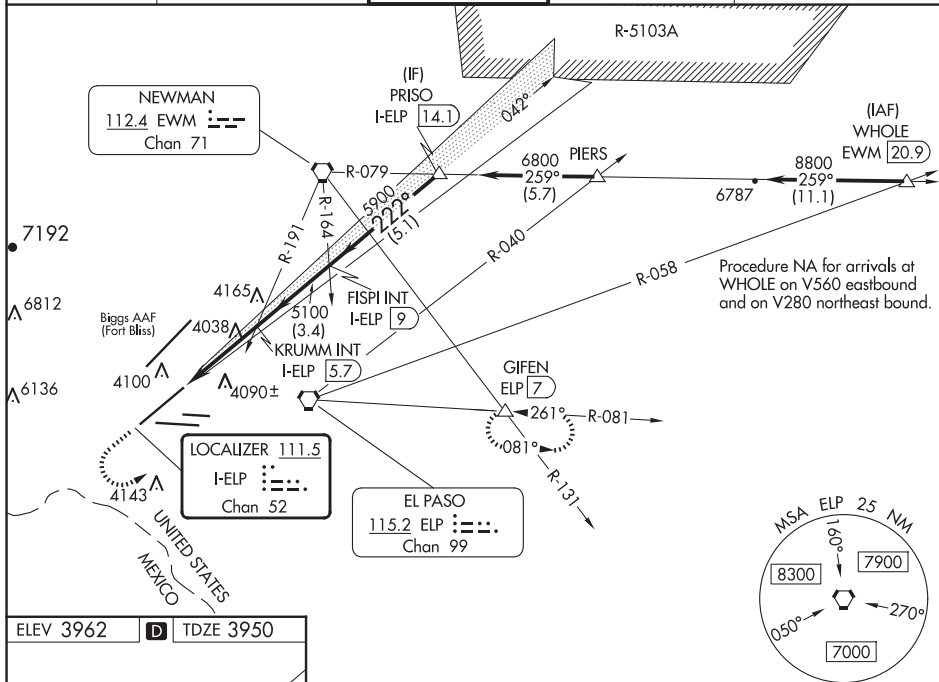 R-5103A
NEWMAN
112.4 EWM
Chan 71
(IF)
PRISO
I-ELP 14.1
042°
(IAF)
WHOLE
EWM 20.9
R-079
6800
259°
(5.7)
PIERS
6787
8800
259°
(11.1)
5900
222°
(5.1)
R-191
R-164
R-040
R-058
7192
6812
6136
Procedure NA for arrivals at
WHOLE on V560 eastbound
and on V280 northeast bound.
4165
FISPI INT
I-ELP 9
5100
(3.4)
Biggs AAF
(Fort Bliss)
4038
KRUMM INT
I-ELP 5.7
4100
4090±
GIFEN
ELP 7
261°
R-081
081°
R-131
LOCALIZER 111.5
I-ELP
Chan 52
4143
EL PASO
115.2 ELP
Chan 99
UNITED STATES
MEXICO
MSA ELP 25 NM
160°
8300
7900
050°
270°
7000
ELEV 3962 D TDZE 3950